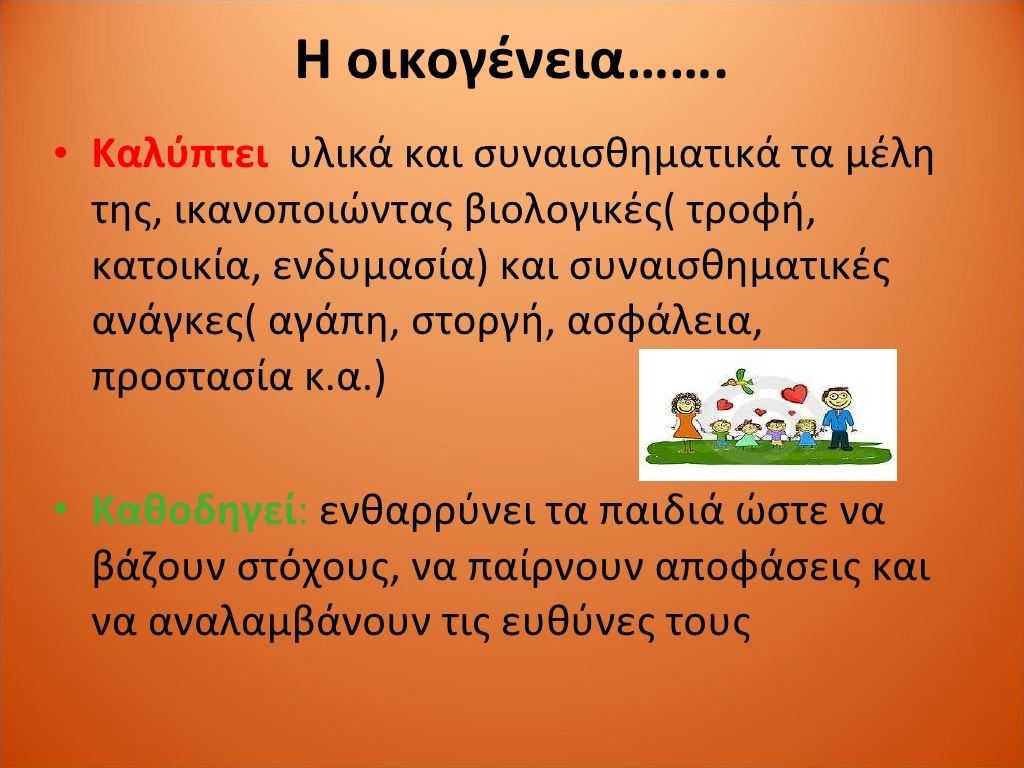 Η οικογένεια…….
• Καλύπτει υλικά και συναισθηματικά τα μέλη
της, ικανοποιώντας βιολογικές( τροφή,
κατοικία, ενδυμασία) και συναισθηματικές
ανάγκες( αγάπη, στοργή, ασφάλεια,
προστασία κ.α.)
• Καθοδηγεί: ενθαρρύνει τα παιδιά ώστε να
βάζουν στόχους, να παίρνουν αποφάσεις και
να αναλαμβάνουν τις ευθύνες τους